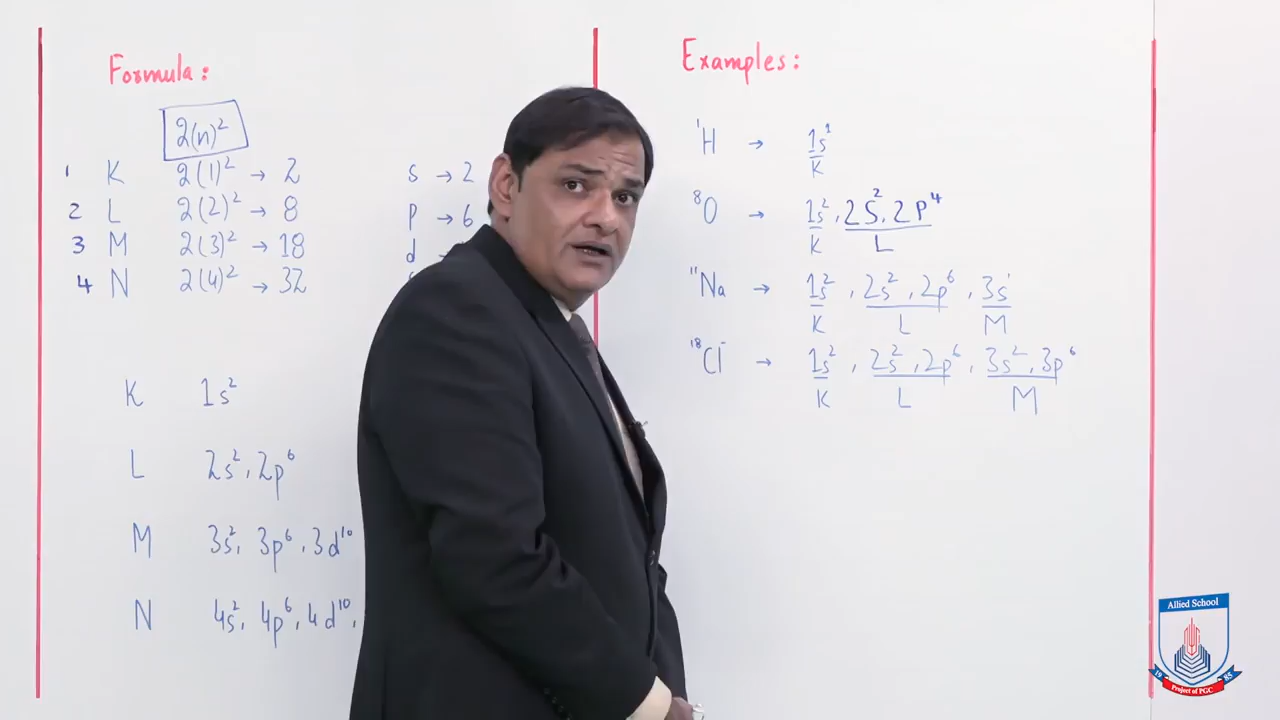 Formula:
2(n)²
1 K 2(1)² → 2
2 L 2(2)² → 8
3 M 2(3)² → 18
4 N 2(4)² → 32
s → 2
p → 6
d
K 1s²
L 2s², 2p⁶
M 3s², 3p⁶, 3d¹⁰
N 4s², 4p⁶, 4d¹⁰,
Examples:
¹H → 1s¹
K
⁸O → 1s², 2S², 2P⁴
K L
¹¹Na → 1s², 2s², 2p⁶, 3s¹
K L M
¹⁸Cl⁻ → 1s², 2s², 2p⁶, 3s², 3p⁶
K L M
Allied School
19 85
Project of PGC